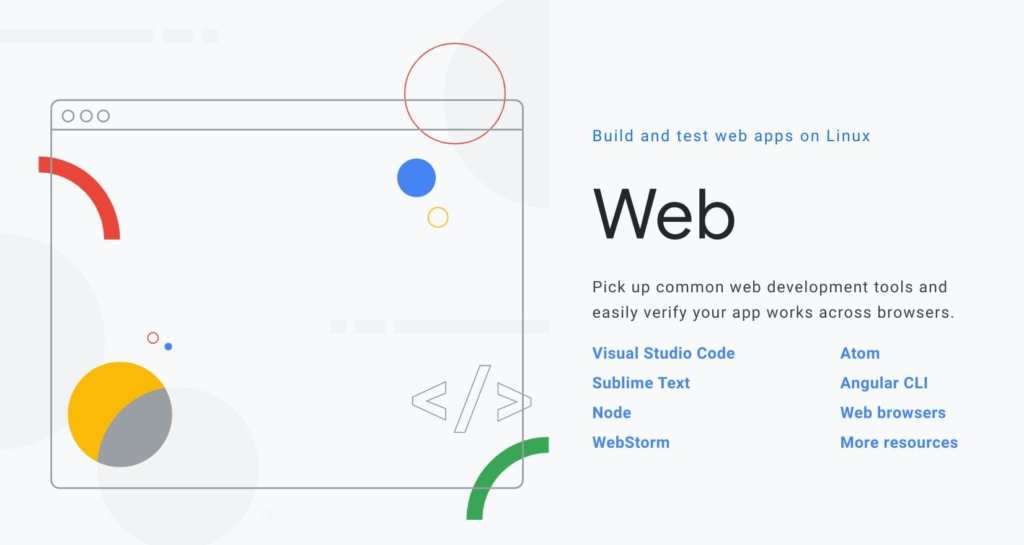 </>
Build and test web apps on Linux
Web
Pick up common web development tools and
easily verify your app works across browsers.
Visual Studio Code
Atom
Sublime Text
Angular CLI
Node
Web browsers
WebStorm
More resources